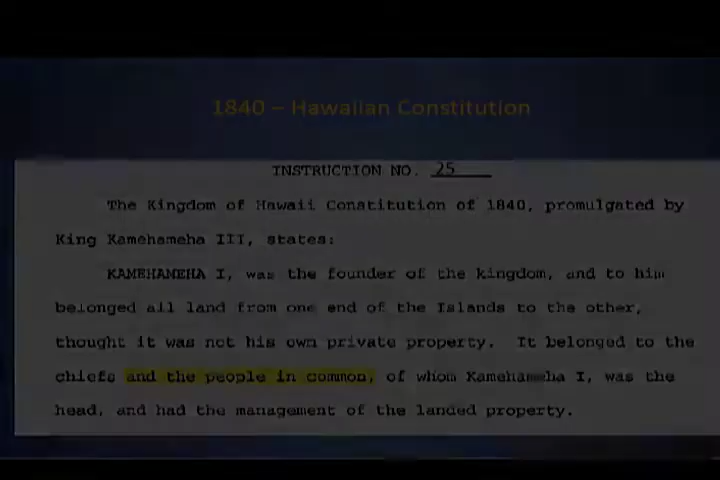 1840 – Hawaiian Constitution
INSTRUCTION NO. 25
The Kingdom of Hawaii Constitution of 1840, promulgated by
King Kamehameha III, states:
KAMEHAMEHA I, was the founder of the kingdom, and to him
belonged all land from one end of the Islands to the other,
thought it was not his own private property. It belonged to the
chiefs and the people in common, of whom Kamehameha I, was the
head, and had the management of the landed property.